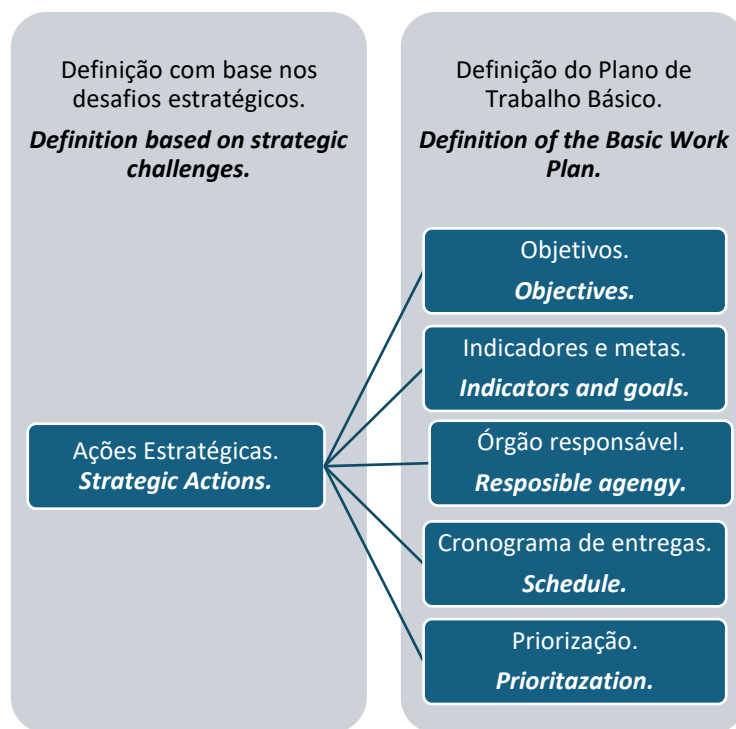 Definição com base nos
desafios estratégicos.
Definition based on strategic
challenges.
Ações Estratégicas.
Strategic Actions.
Definição do Plano de
Trabalho Básico.
Definition of the Basic Work
Plan.
Objetivos.
Objectives.
Indicadores e metas.
Indicators and goals.
Órgão responsável.
Resposible agengy.
Cronograma de entregas.
Schedule.
Priorização.
Prioritazation.